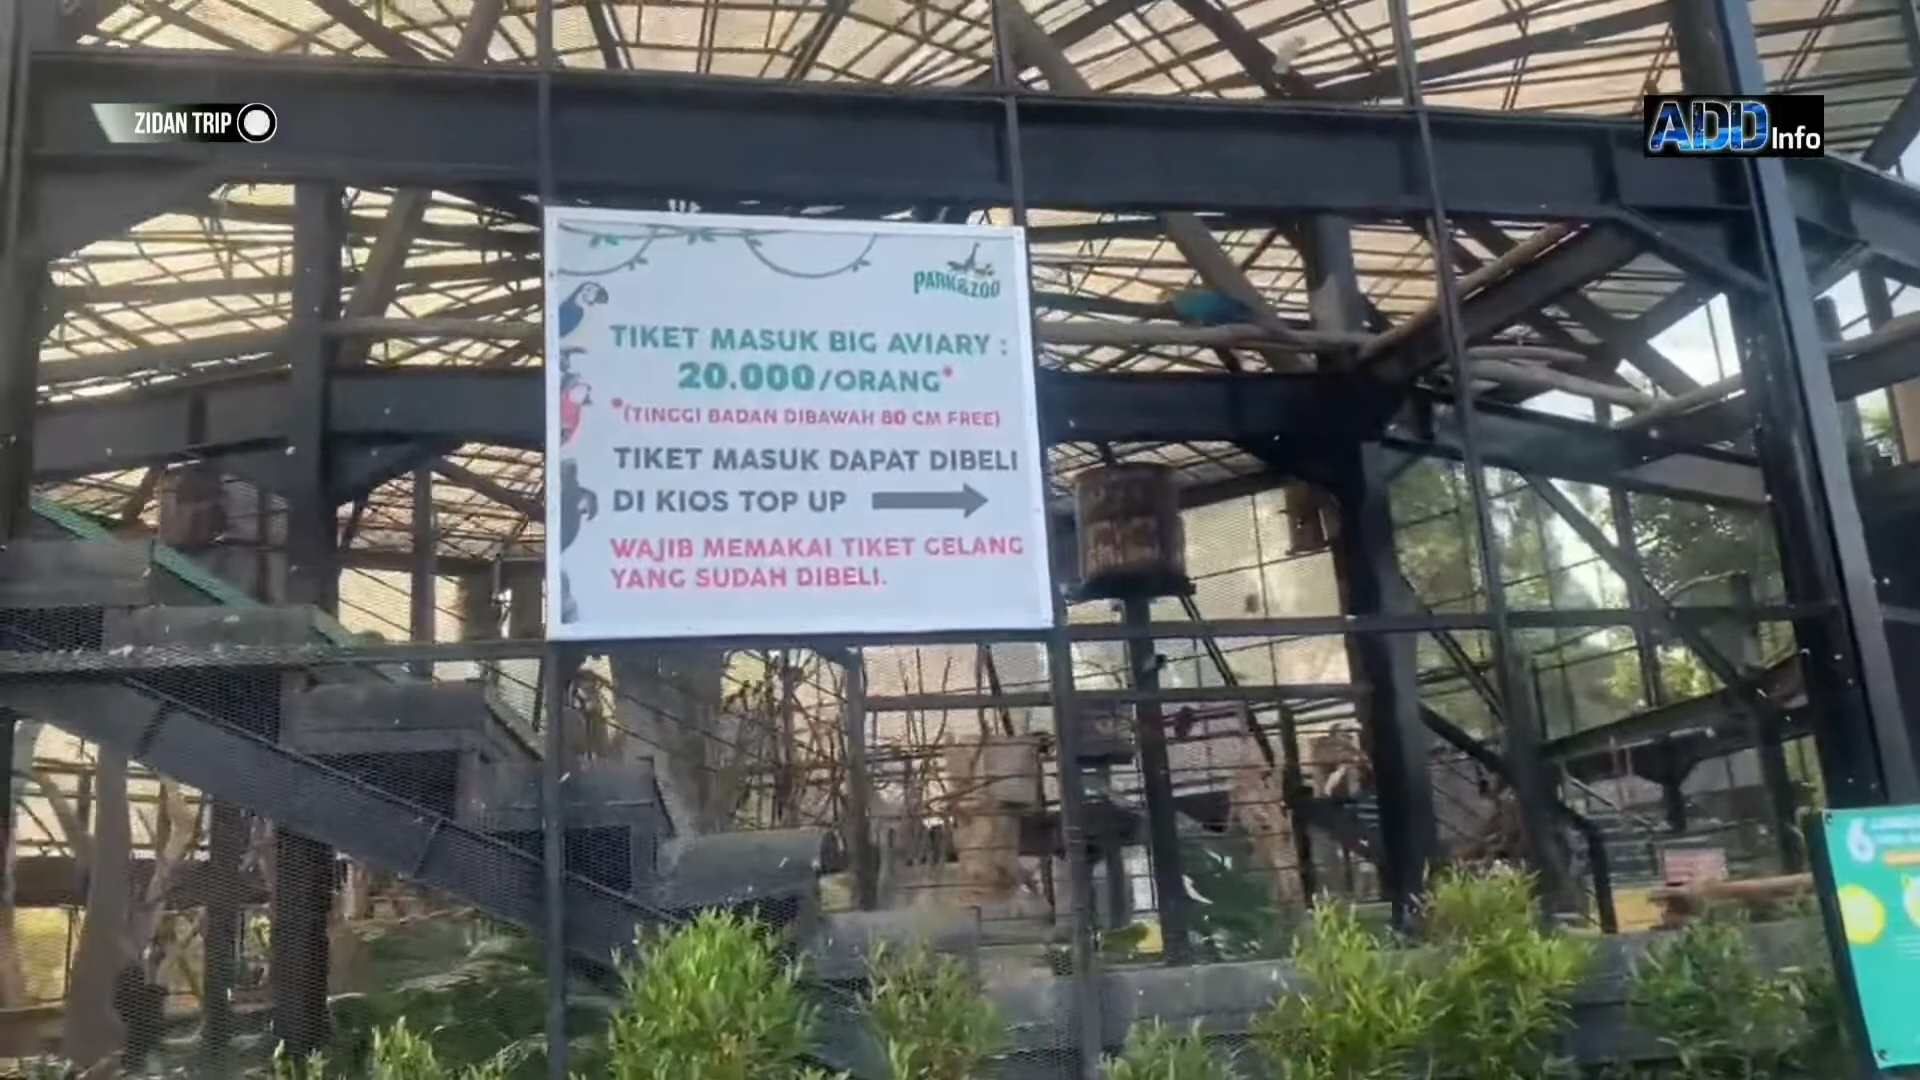 ZIDAN TRIP
ADD Info
PARK&ZOO
TIKET MASUK BIG AVIARY :
20.000/ORANG*
*(TINGGI BADAN DIBAWAH 80 CM FREE)
TIKET MASUK DAPAT DIBELI
DI KIOS TOP UP
WAJIB MEMAKAI TIKET GELANG
YANG SUDAH DIBELI.
6